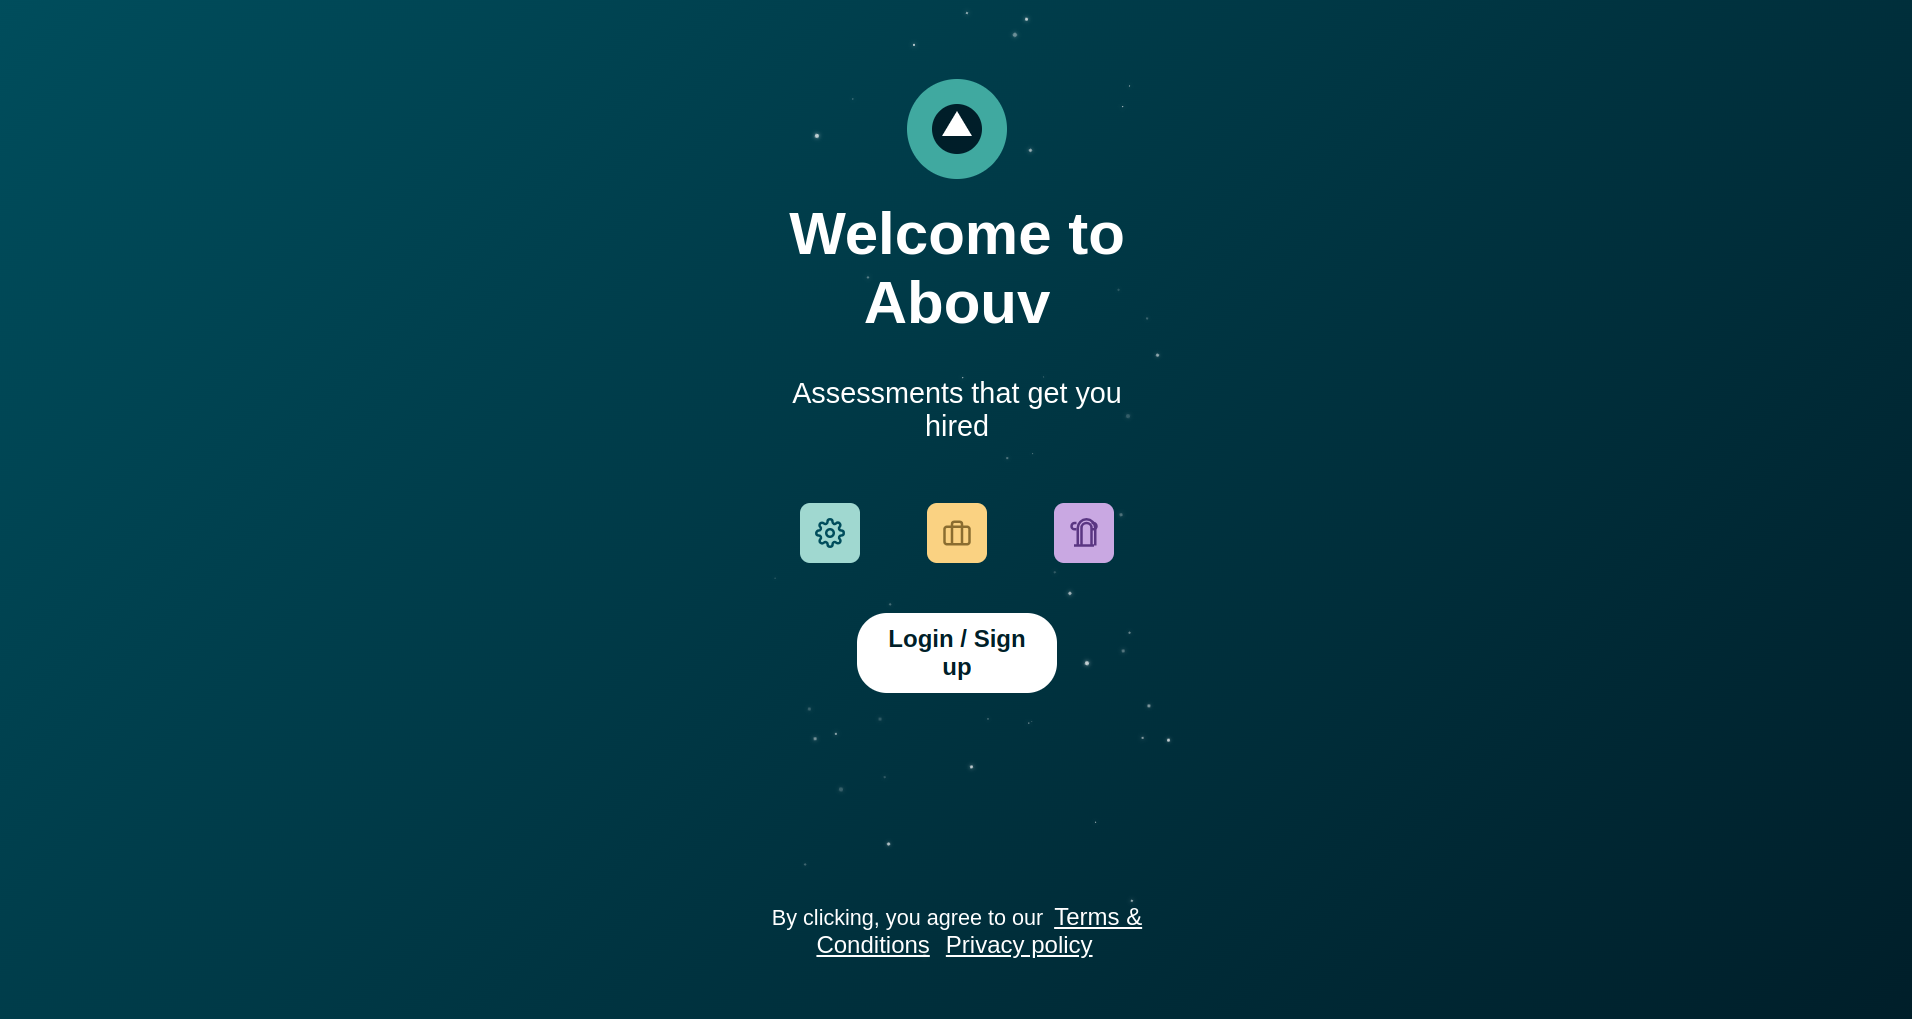 Welcome to
Abouv
Assessments that get you
hired
Login / Sign
up
By clicking, you agree to our Terms &
Conditions Privacy policy